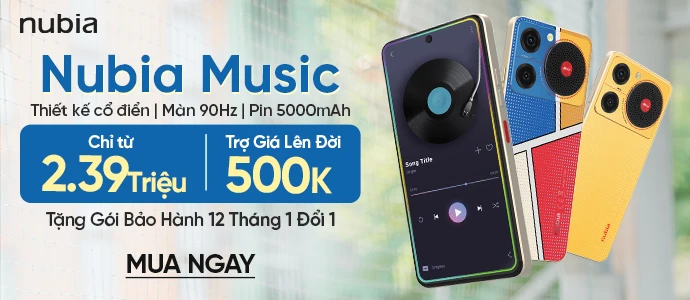 nubia
Nubia Music
Thiết kế cổ điển | Màn 90Hz | Pin 5000mAh
Chỉ từ
2.39Triệu
Trợ Giá Lên Đời
500K
Tặng Gói Bảo Hành 12 Tháng 1 Đổi 1
MUA NGAY
Song Title
nubia
nubia